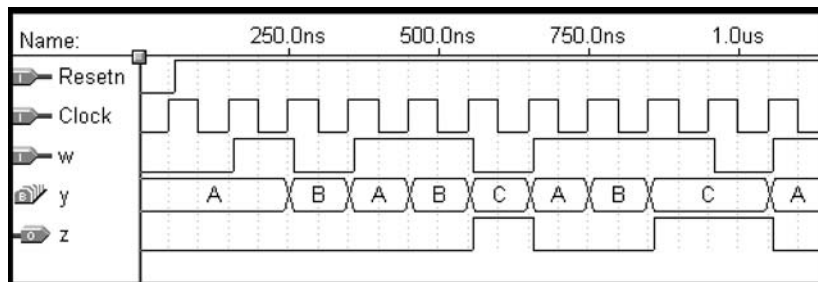 Name: 250.0ns 500.0ns 750.0ns 1.0us
Resetn
Clock
w
y A B A B C A B C A
z